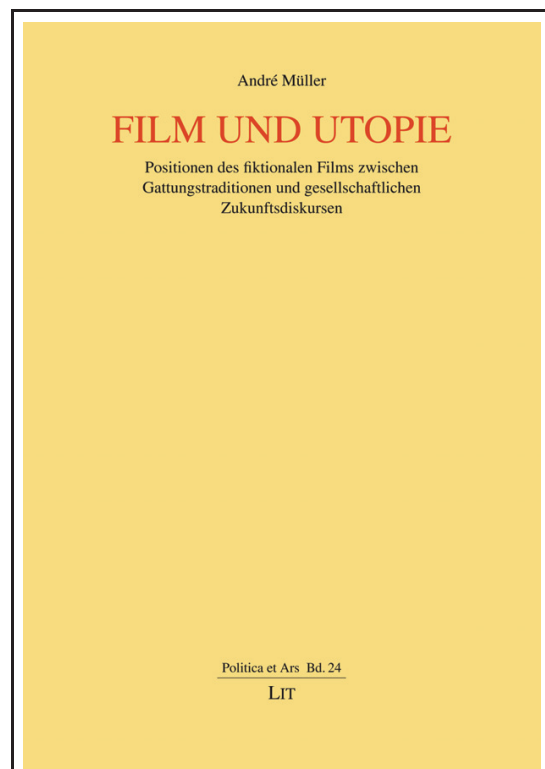 André Müller
FILM UND UTOPIE
Positionen des fiktionalen Films zwischen
Gattungstraditionen und gesellschaftlichen
Zukunftsdiskursen
Politica et Ars Bd. 24
LIT